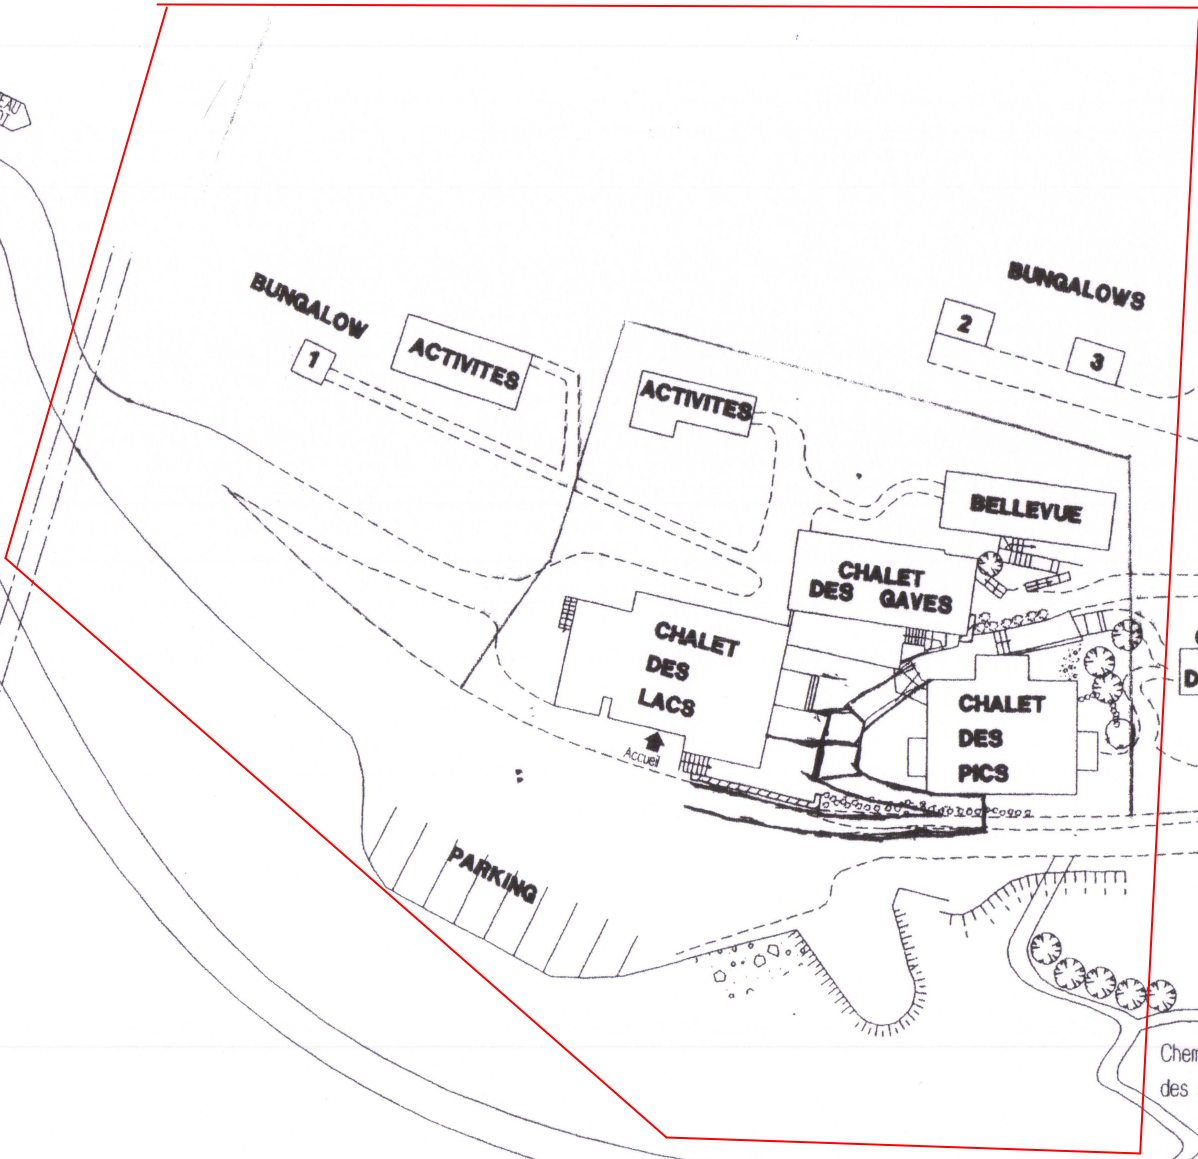 BUNGALOWS
2
3
BUNGALOW
1
ACTIVITES
ACTIVITES
BELLEVUE
CHALET
DES GAVES
CHALET
DES
LACS
Accueil
CHALET
DES
PICS
PARKING
des